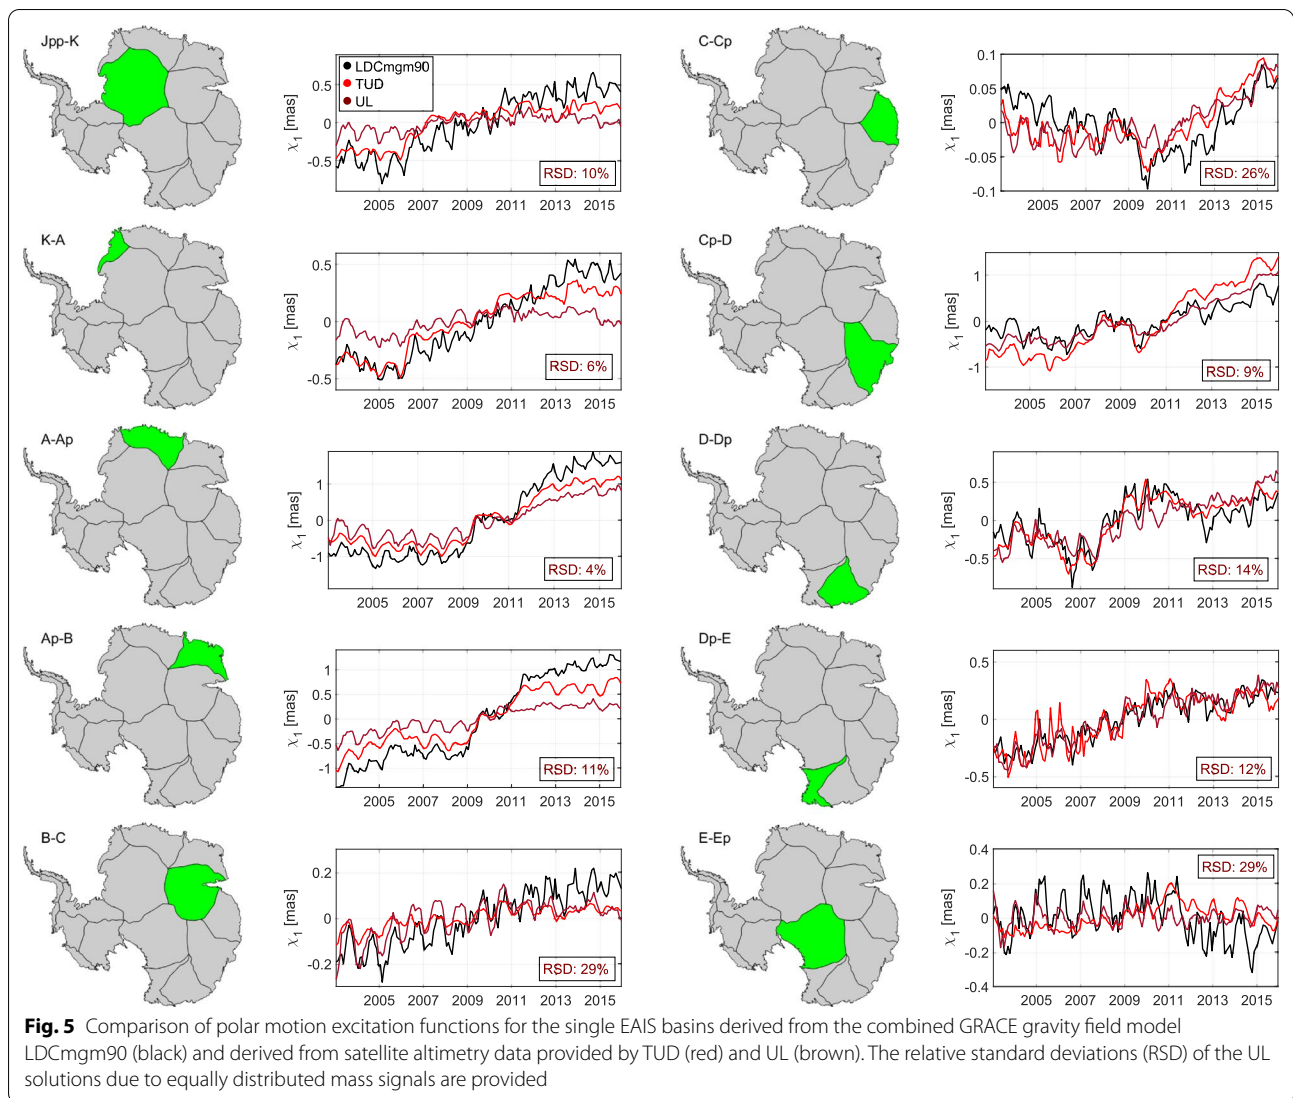 Jpp-K
LDCmgm90
TUD
UL
χ1 [mas]
0.5
0
-0.5
RSD: 10%
2005 2007 2009 2011 2013 2015
C-Cp
χ1 [mas]
0.1
0.05
0
-0.05
-0.1
RSD: 26%
2005 2007 2009 2011 2013 2015
K-A
χ1 [mas]
0.5
0
-0.5
RSD: 6%
2005 2007 2009 2011 2013 2015
Cp-D
χ1 [mas]
1
0
-1
RSD: 9%
2005 2007 2009 2011 2013 2015
A-Ap
χ1 [mas]
1
0
-1
RSD: 4%
2005 2007 2009 2011 2013 2015
D-Dp
χ1 [mas]
0.5
0
-0.5
RSD: 14%
2005 2007 2009 2011 2013 2015
Ap-B
χ1 [mas]
1
0.5
0
-0.5
-1
RSD: 11%
2005 2007 2009 2011 2013 2015
Dp-E
χ1 [mas]
0.5
0
-0.5
RSD: 12%
2005 2007 2009 2011 2013 2015
B-C
χ1 [mas]
0.2
0
-0.2
RSD: 29%
2005 2007 2009 2011 2013 2015
E-Ep
χ1 [mas]
0.4
0.2
0
-0.2
-0.4
RSD: 29%
2005 2007 2009 2011 2013 2015
Fig. 5 Comparison of polar motion excitation functions for the single EAIS basins derived from the combined GRACE gravity field model
LDCmgm90 (black) and derived from satellite altimetry data provided by TUD (red) and UL (brown). The relative standard deviations (RSD) of the UL
solutions due to equally distributed mass signals are provided